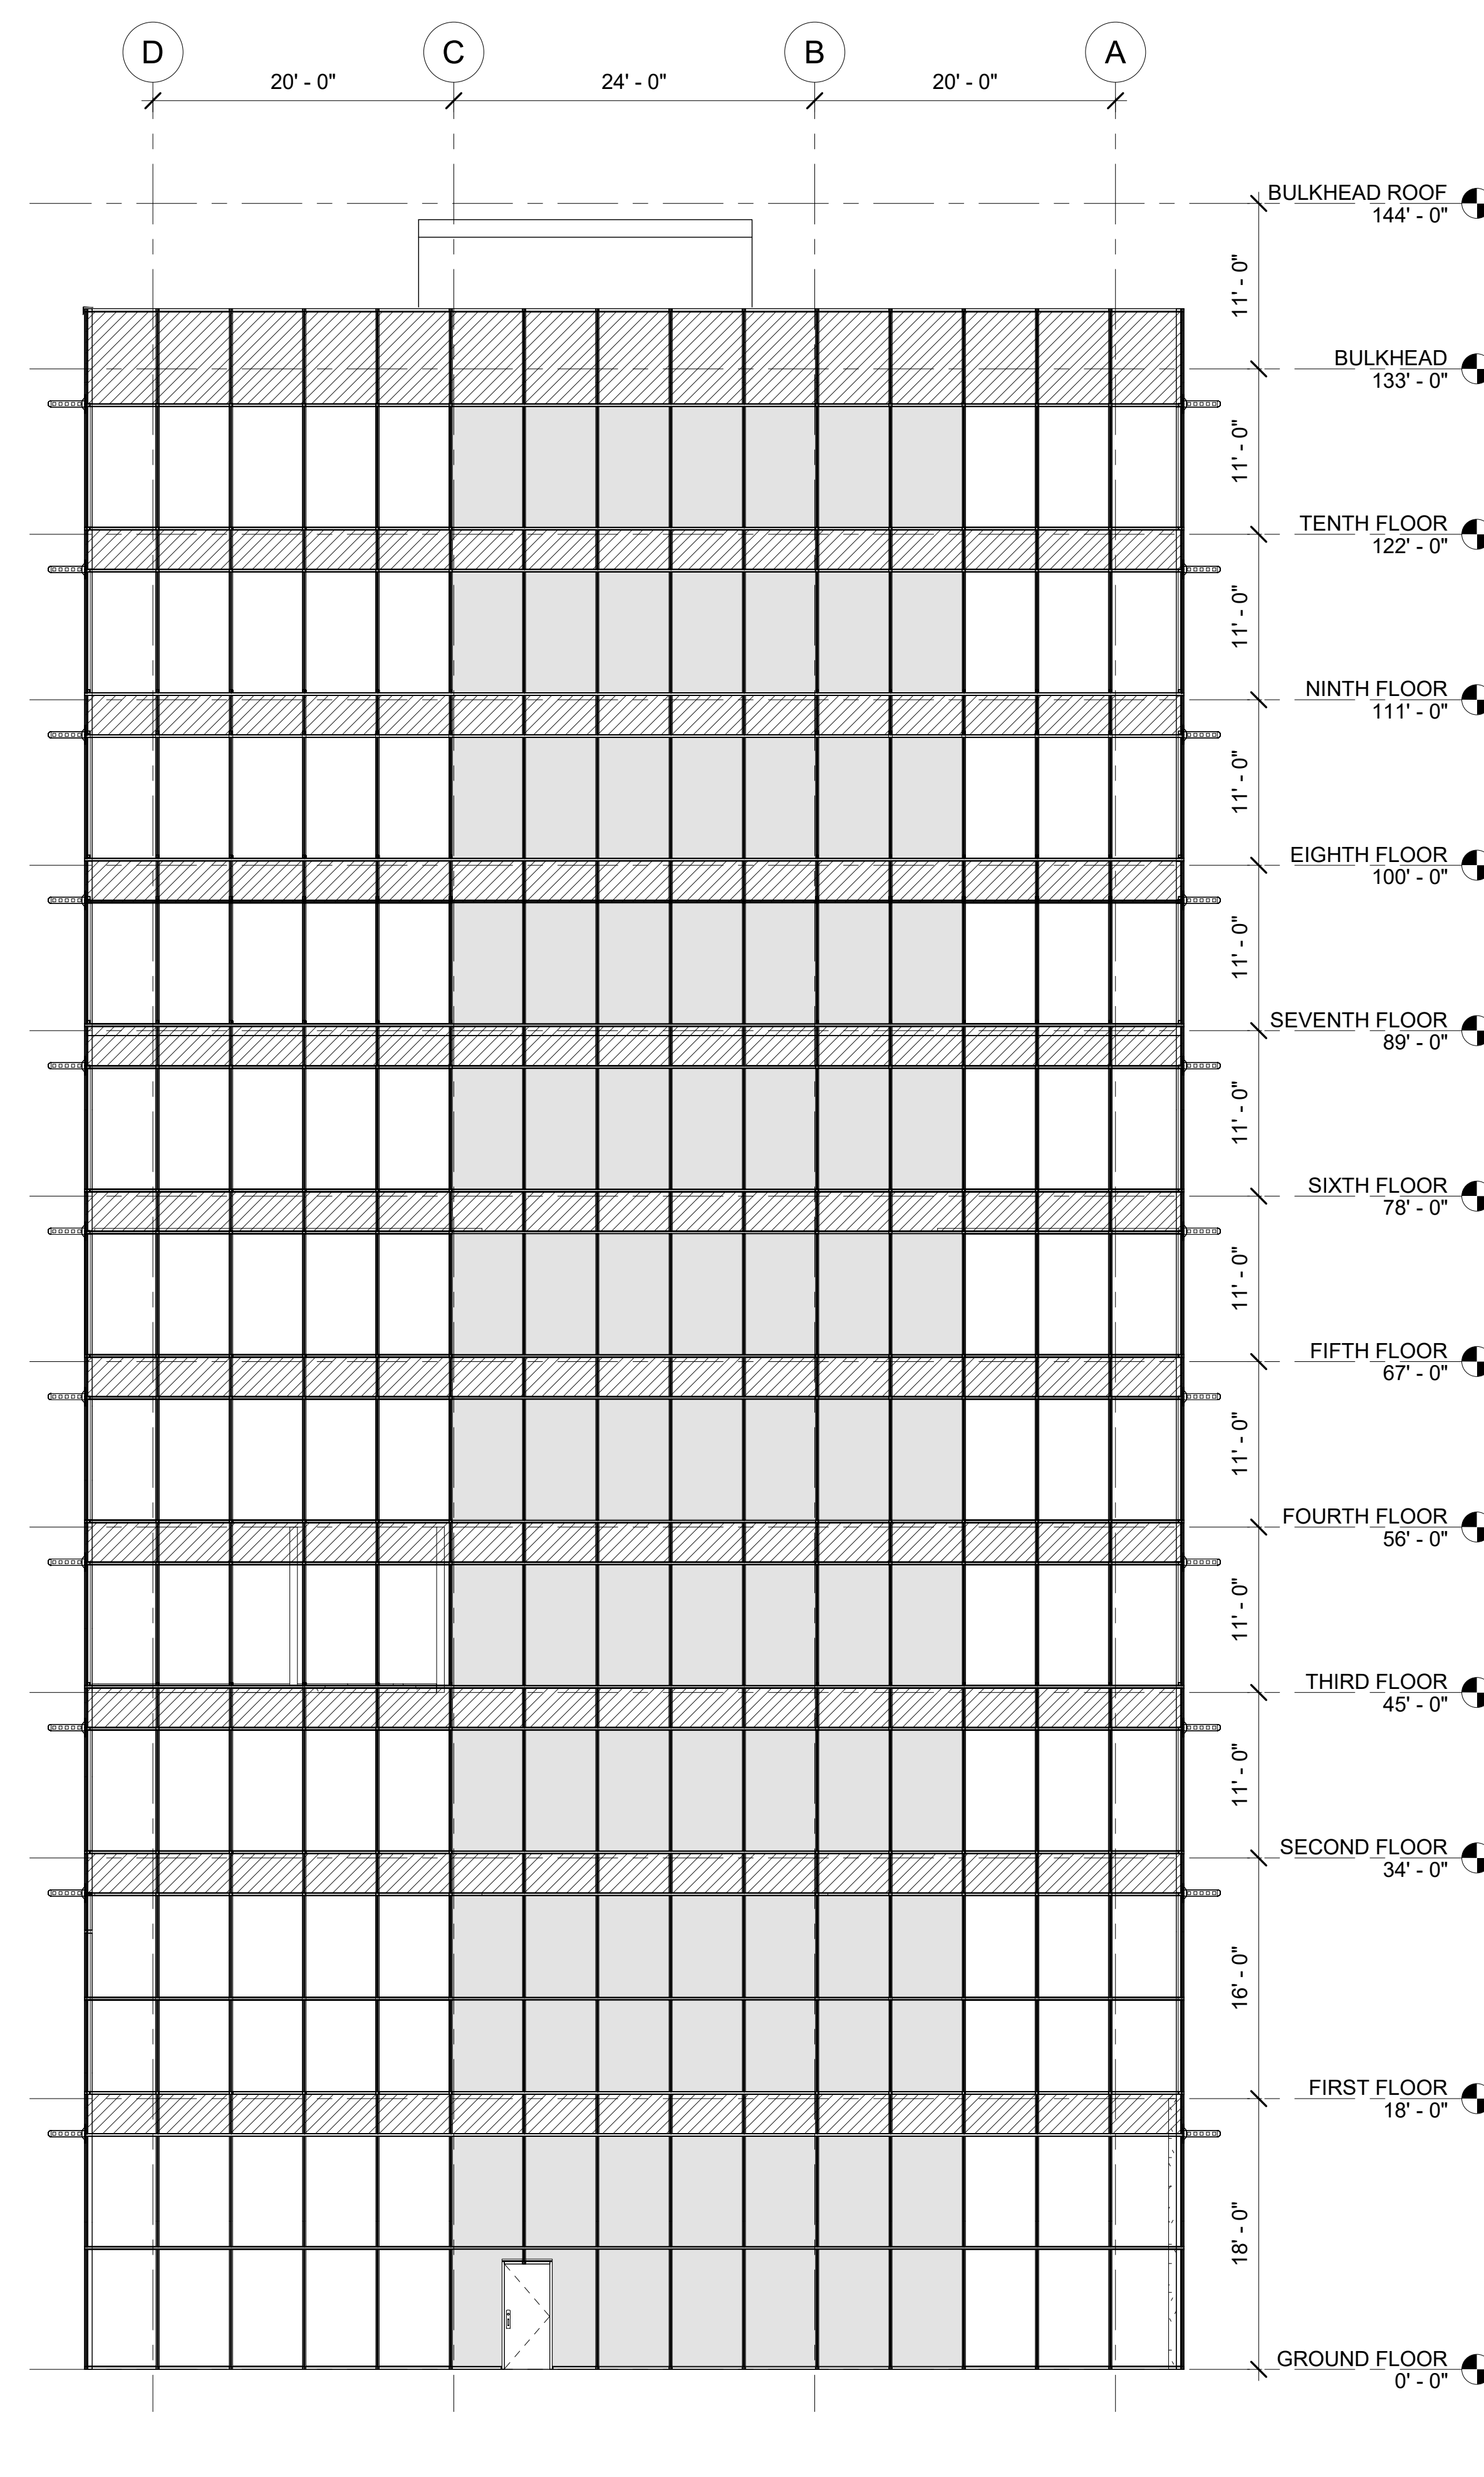 D
C
B
A
20' - 0"
24' - 0"
20' - 0"
BULKHEAD ROOF
144' - 0"
11' - 0"
BULKHEAD
133' - 0"
11' - 0"
TENTH FLOOR
122' - 0"
11' - 0"
NINTH FLOOR
111' - 0"
11' - 0"
EIGHTH FLOOR
100' - 0"
11' - 0"
SEVENTH FLOOR
89' - 0"
11' - 0"
SIXTH FLOOR
78' - 0"
11' - 0"
FIFTH FLOOR
67' - 0"
11' - 0"
FOURTH FLOOR
56' - 0"
11' - 0"
THIRD FLOOR
45' - 0"
11' - 0"
SECOND FLOOR
34' - 0"
16' - 0"
FIRST FLOOR
18' - 0"
18' - 0"
GROUND FLOOR
0' - 0"